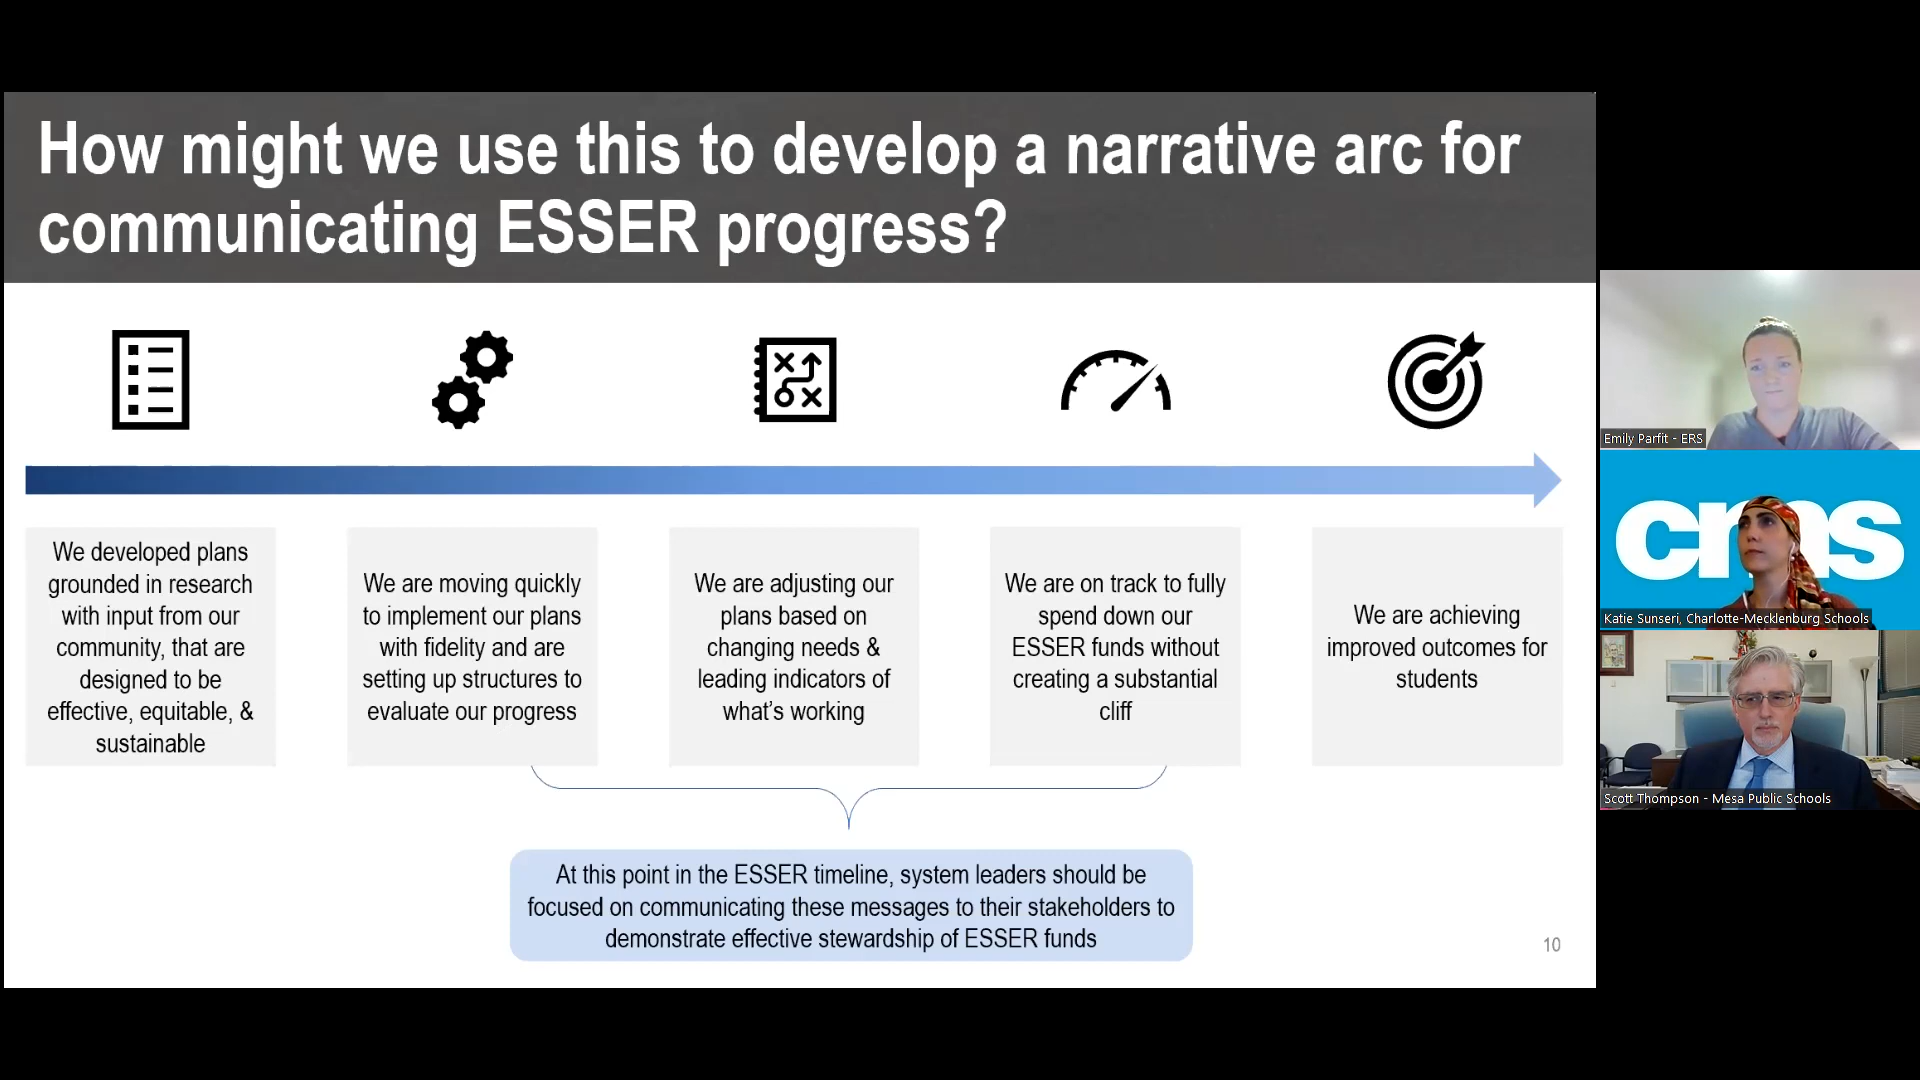 How might we use this to develop a narrative arc for
communicating ESSER progress?
We developed plans
grounded in research
with input from our
community, that are
designed to be
effective, equitable, &
sustainable
We are moving quickly
to implement our plans
with fidelity and are
setting up structures to
evaluate our progress
We are adjusting our
plans based on
changing needs &
leading indicators of
what's working
We are on track to fully
spend down our
ESSER funds without
creating a substantial
cliff
We are achieving
improved outcomes for
students
At this point in the ESSER timeline, system leaders should be
focused on communicating these messages to their stakeholders to
demonstrate effective stewardship of ESSER funds
10
Emily Parfit - ERS
cms
Katie Sunseri, Charlotte-Mecklenburg Schools
Scott Thompson - Mesa Public Schools